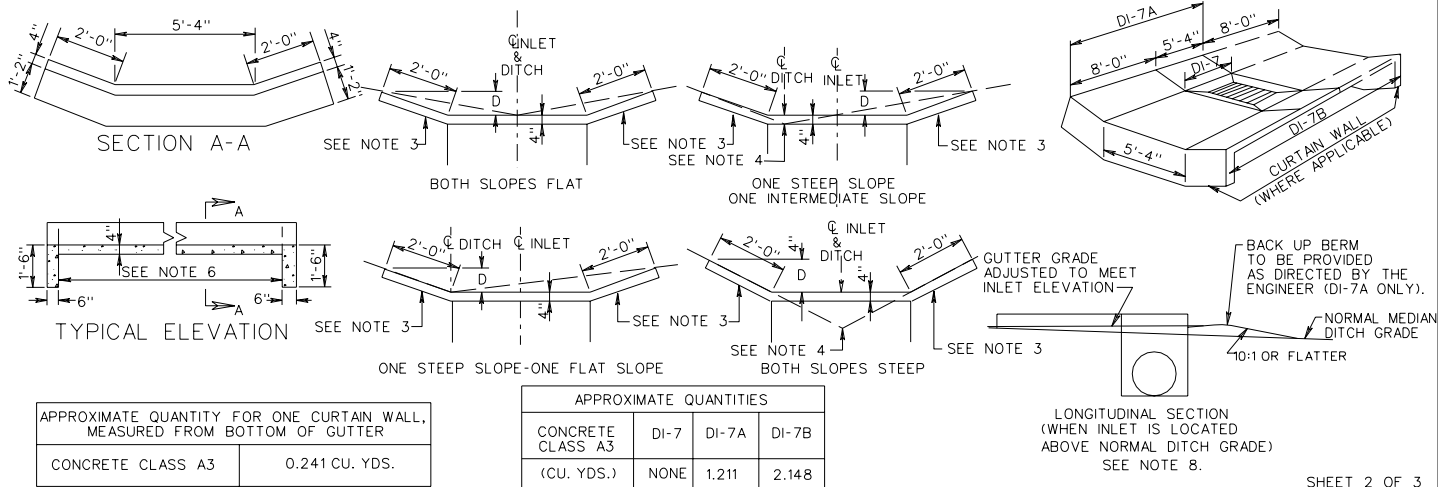 5'-4"
2'-0"
2'-0"
4"
4"
1'-2"
1'-2"
SECTION A-A
℄ INLET
&
DITCH
2'-0"
2'-0"
D
4"
SEE NOTE 3
SEE NOTE 3
BOTH SLOPES FLAT
℄ DITCH
℄ INLET
2'-0"
2'-0"
D
4"
SEE NOTE 3
SEE NOTE 4
ONE STEEP SLOPE
ONE INTERMEDIATE SLOPE
DI-7A
8'-0"
5'-4"
8'-0"
DI-7
DI-7B
5'-4"
CURTAIN WALL
(WHERE APPLICABLE)
A
4"
1'-6"
1'-6"
SEE NOTE 6
6"
6"
A
TYPICAL ELEVATION
℄ DITCH
℄ INLET
2'-0"
2'-0"
D
4"
SEE NOTE 3
SEE NOTE 3
ONE STEEP SLOPE-ONE FLAT SLOPE
℄ INLET
&
DITCH
2'-0"
2'-0"
4"
D
4"
SEE NOTE 4
SEE NOTE 3
BOTH SLOPES STEEP
GUTTER GRADE
ADJUSTED TO MEET
INLET ELEVATION
BACK UP BERM
TO BE PROVIDED
AS DIRECTED BY THE
ENGINEER (DI-7A ONLY).
NORMAL MEDIAN
DITCH GRADE
10:1 OR FLATTER
LONGITUDINAL SECTION
(WHEN INLET IS LOCATED
ABOVE NORMAL DITCH GRADE)
SEE NOTE 8.
APPROXIMATE QUANTITY FOR ONE CURTAIN WALL,
MEASURED FROM BOTTOM OF GUTTER
CONCRETE CLASS A3 0.241 CU. YDS.
APPROXIMATE QUANTITIES
CONCRETE
CLASS A3 DI-7 DI-7A DI-7B
(CU. YDS.) NONE 1.211 2.148
SHEET 2 OF 3